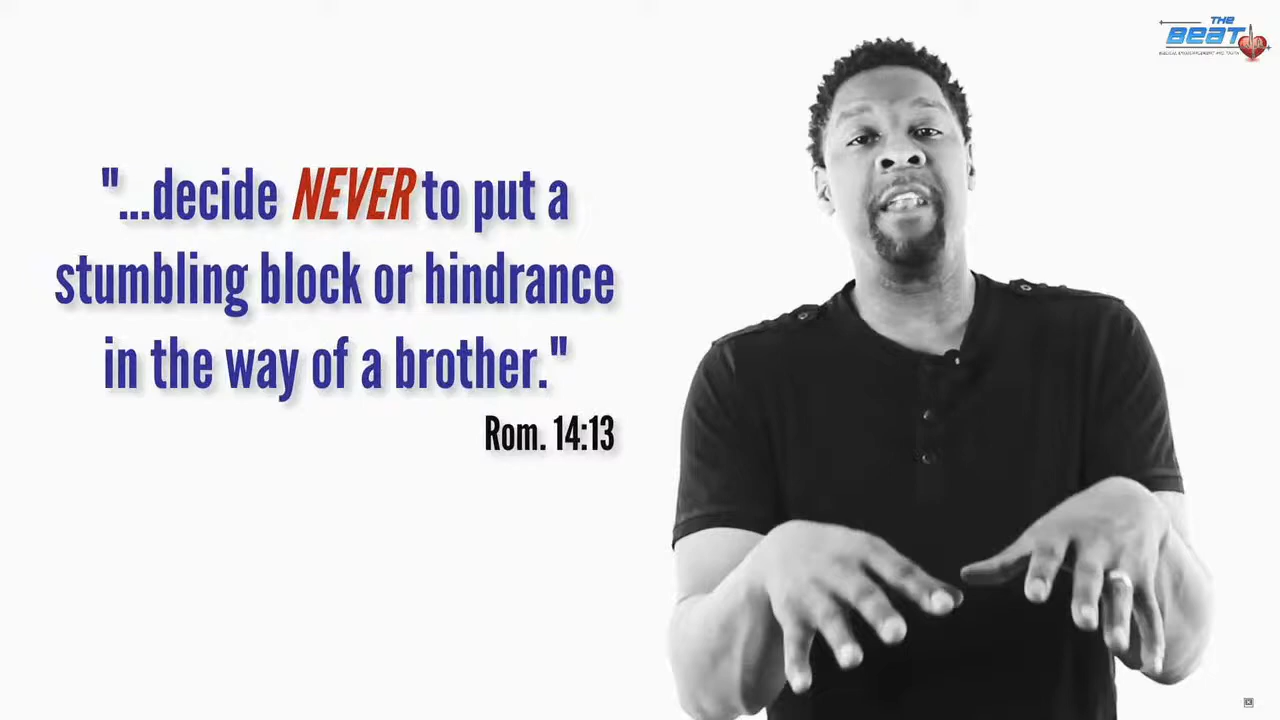 THE
BEAT
"...decide NEVER to put a
stumbling block or hindrance
in the way of a brother."
Rom. 14:13